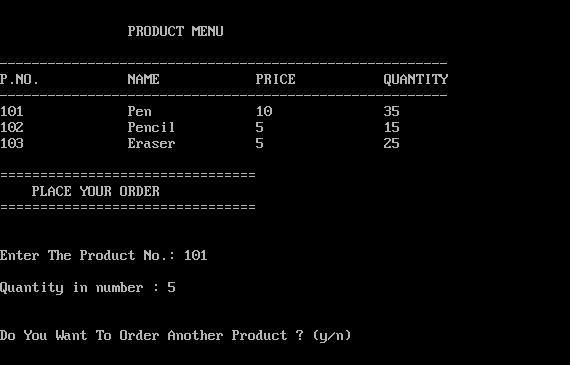 PRODUCT MENU
========================================================
P.NO. NAME PRICE QUANTITY
========================================================
101 Pen 10 35
102 Pencil 5 15
103 Eraser 5 25
================================
PLACE YOUR ORDER
================================
Enter The Product No.: 101
Quantity in number : 5
Do You Want To Order Another Product ? (y/n)